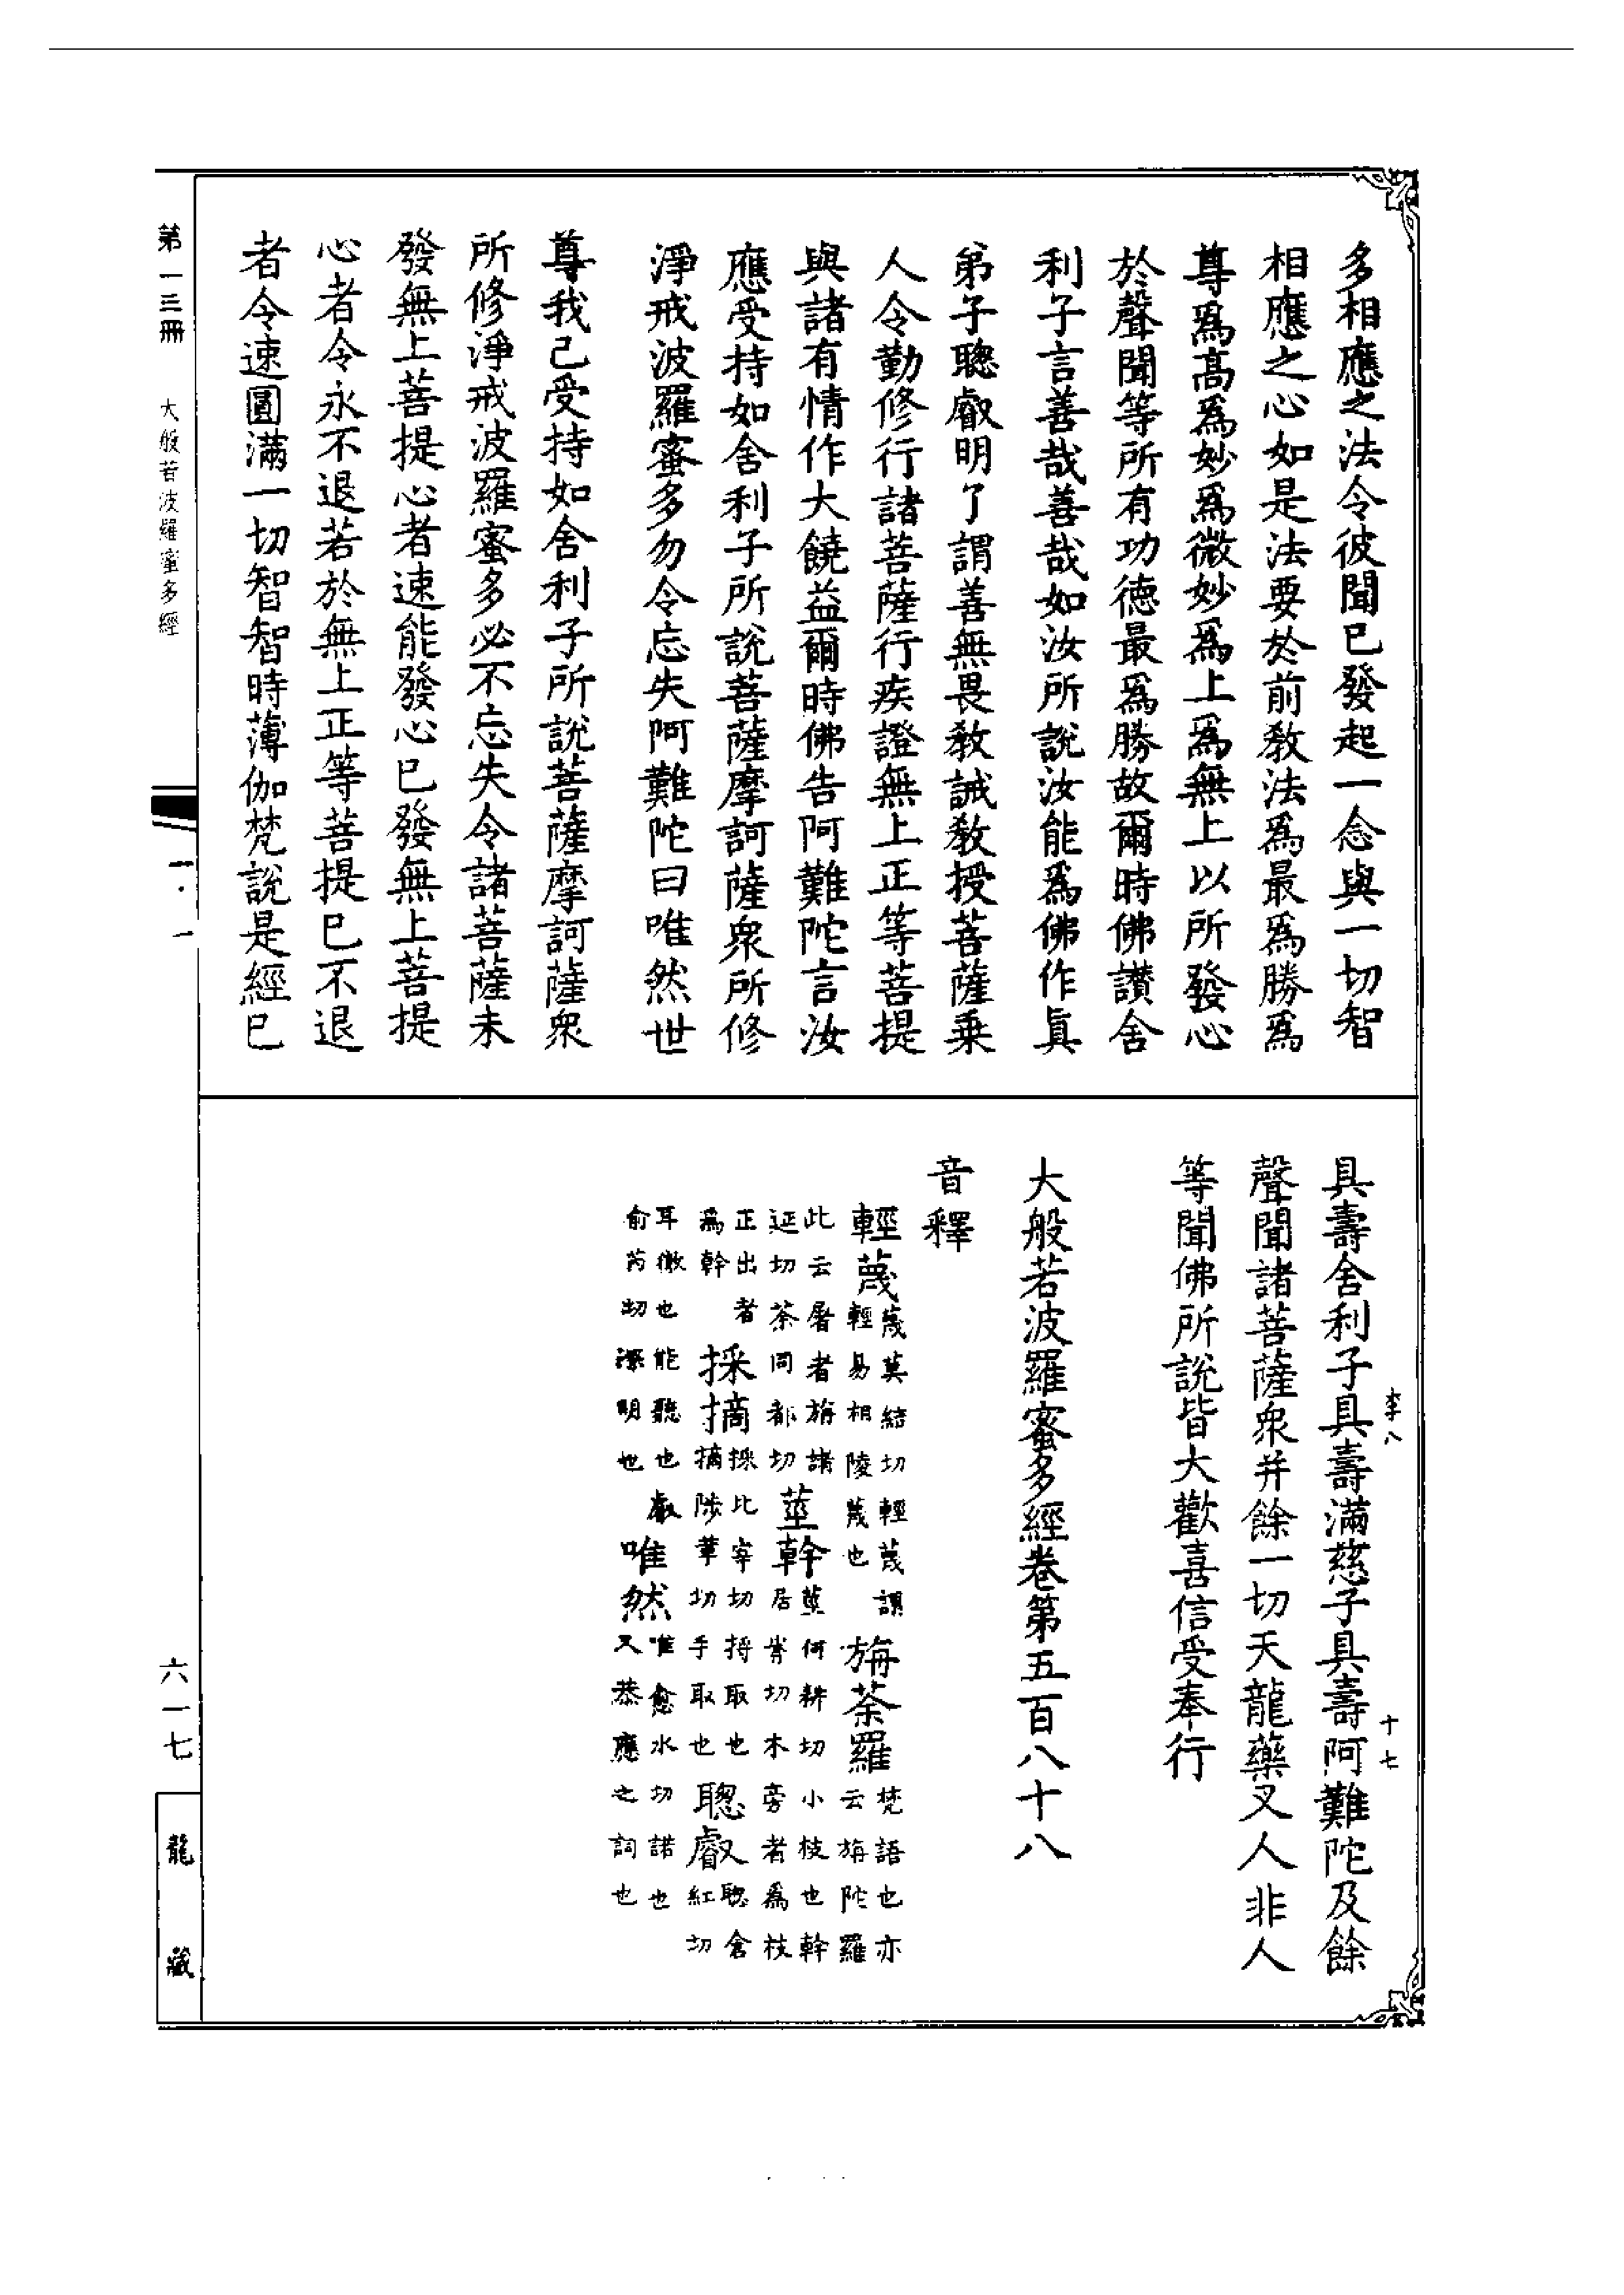 多相應之法令彼聞已發起一念與一切智
相應之心如是法要於前教法爲最爲勝爲
尊爲高爲妙爲微妙爲上爲無上以所發心
於聲聞等所有功德最爲勝故爾時佛讚舍
利子言善哉善哉如汝所說汝能爲佛作眞
弟子聰叡明了謂善無畏教誡教授菩薩乘
人令勤修行諸菩薩行疾證無上正等菩提
與諸有情作大饒益爾時佛告阿難陀言汝
應受持如舍利子所說菩薩摩訶薩衆所修
淨戒波羅蜜多勿令忘失阿難陀曰唯然世
尊我已受持如舍利子所說菩薩摩訶薩衆
所修淨戒波羅蜜多必不忘失令諸菩薩未
發無上菩提心者速能發心已發無上菩提
心者令永不退若於無上正等菩提已不退
者令速圓滿一切智智時薄伽梵說是經已
具壽舍利子具壽滿慈子具壽阿難陀及餘
聲聞諸菩薩衆并餘一切天龍藥叉人非人
等聞佛所說皆大歡喜信受奉行
大般若波羅蜜多經卷第五百八十八
音釋
輕蔑蔑莫結切輕蔑謂輕易相陵蔑也旃荼羅梵語也亦云旃陀羅
此云屠者旃諸延切荼同都切莖幹莖何耕切小枝也幹居案切木旁者爲枝
正出者爲幹採摘採此宰切捋取也摘陟革切手取也聰叡聰倉紅切
耳徹也能聽也叡俞芮切深明也唯然唯愈水切諾也又恭應之詞也
李八
十七
第一三冊
大般若波羅蜜多經
一·一
六一七
龍藏